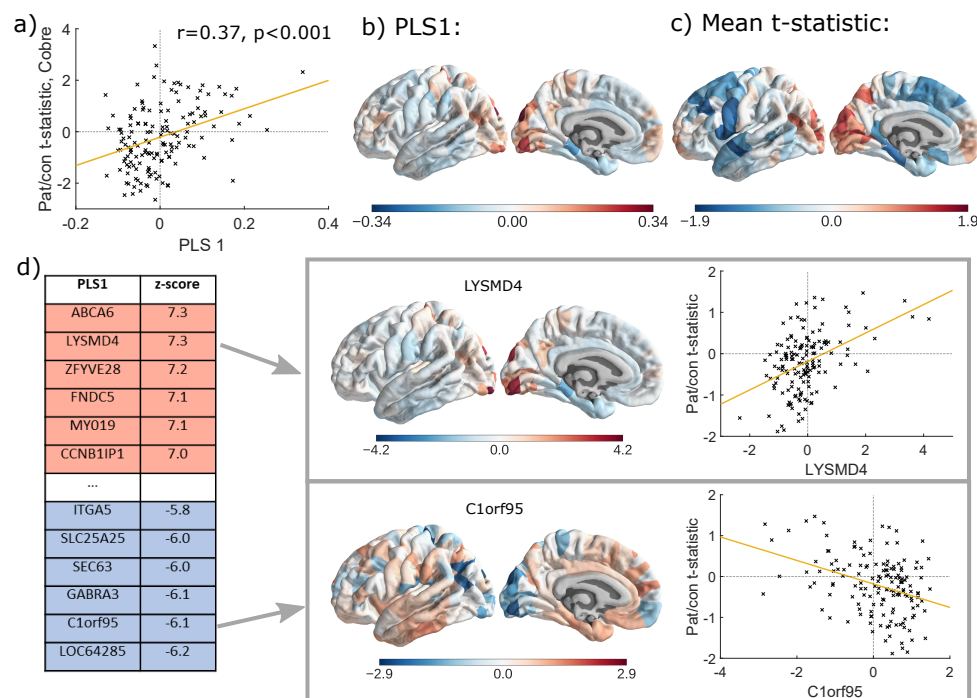 a)
r=0.37, p<0.001
Pat/con t-statistic, Cobre
4
2
0
-2
-0.2
0
0.2
0.4
PLS 1
b) PLS1:
−0.34
0.00
0.34
c) Mean t-statistic:
−1.9
0.0
1.9
d)
PLS1 z-score
ABCA6 7.3
LYSMD4 7.3
ZFYVE28 7.2
FNDC5 7.1
MY019 7.1
CCNB1IP1 7.0
...
ITGA5 -5.8
SLC25A25 -6.0
SEC63 -6.0
GABRA3 -6.1
C1orf95 -6.1
LOC64285 -6.2
LYSMD4
−4.2
0.0
4.2
Pat/con t-statistic
2
1
0
-1
-2
-2
0
2
4
LYSMD4
C1orf95
−2.9
0.0
2.9
Pat/con t-statistic
2
1
0
-1
-2
-4
-2
0
2
C1orf95